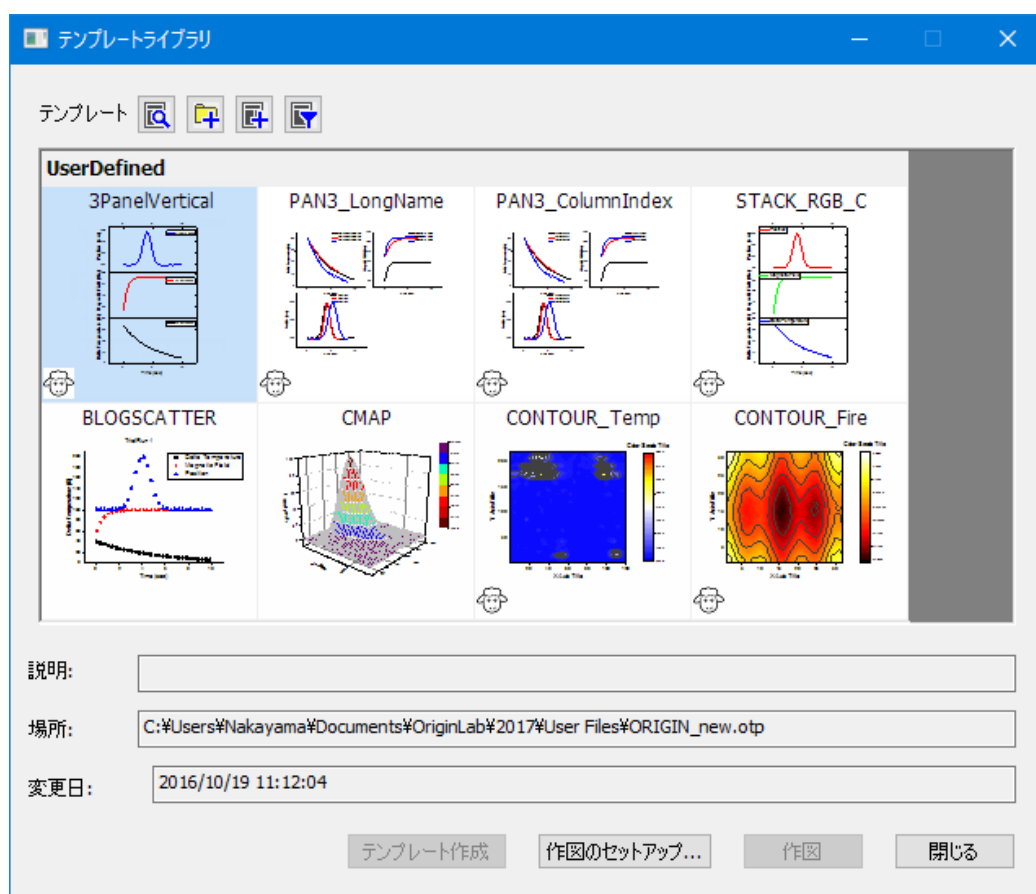 テンプレートライブラリ
テンプレート
UserDefined
3PanelVertical PAN3_LongName PAN3_ColumnIndex STACK_RGB_C
BLOGSCATTER CMAP CONTOUR_Temp CONTOUR_Fire
説明:
場所: C:¥Users¥Nakayama¥Documents¥OriginLab¥2017¥User Files¥ORIGIN_new.otp
変更日: 2016/10/19 11:12:04
テンプレート作成 作図のセットアップ... 作図 閉じる